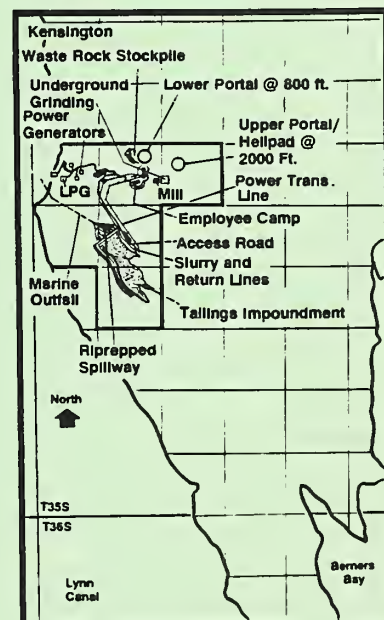 Kensington
Waste Rock Stockpile
Underground
Grinding
Lower Portal @ 800 ft.
Power
Generators
Upper Portal/
Helipad @
2000 Ft.
LPG
Mill
Power Trans.
Line
Employee Camp
Access Road
Slurry and
Return Lines
Marine
Outfall
Tailings Impoundment
Riprepped
Spillway
North
T35S
T36S
Lynn
Canal
Berners
Bay